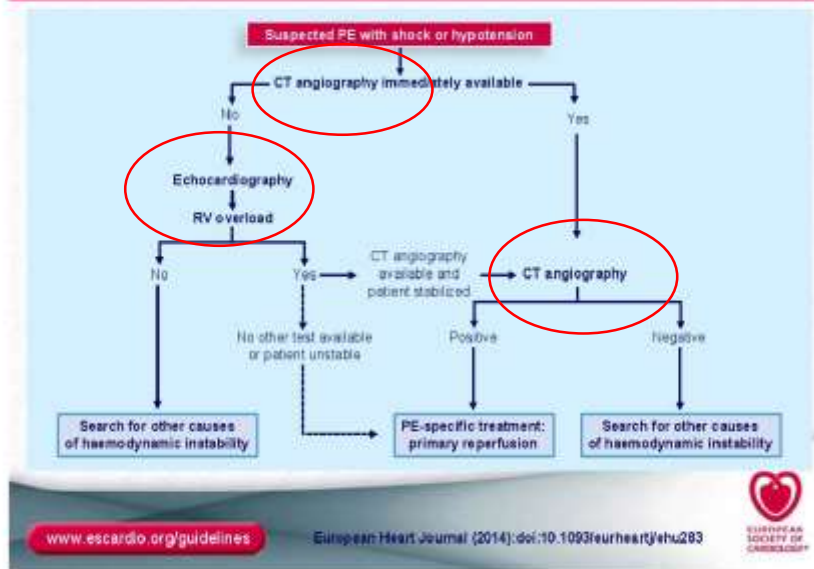 Suspected PE with shock or hypotension
CT angiography immediately available
No
Yes
Echocardiography
RV overload
No
Yes
CT angiography
available and
patient stabilized
CT angiography
No other test available
or patient unstable
Positive
Negative
Search for other causes
of haemodynamic instability
PE-specific treatment:
primary reperfusion
Search for other causes
of haemodynamic instability
www.escardio.org/guidelines
European Heart Journal (2014):doi:10.1093/eurheartj/ehu283
EUROPEAN
SOCIETY OF
CARDIOLOGY®